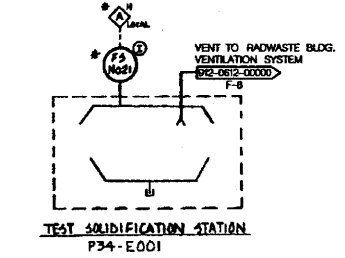 * A H
LOCAL
* FS I
N021
VENT TO RADWASTE BLDG.
VENTILATION SYSTEM
912-0612-00000
F-8
TEST SOLIDIFICATION STATION
P34-E001